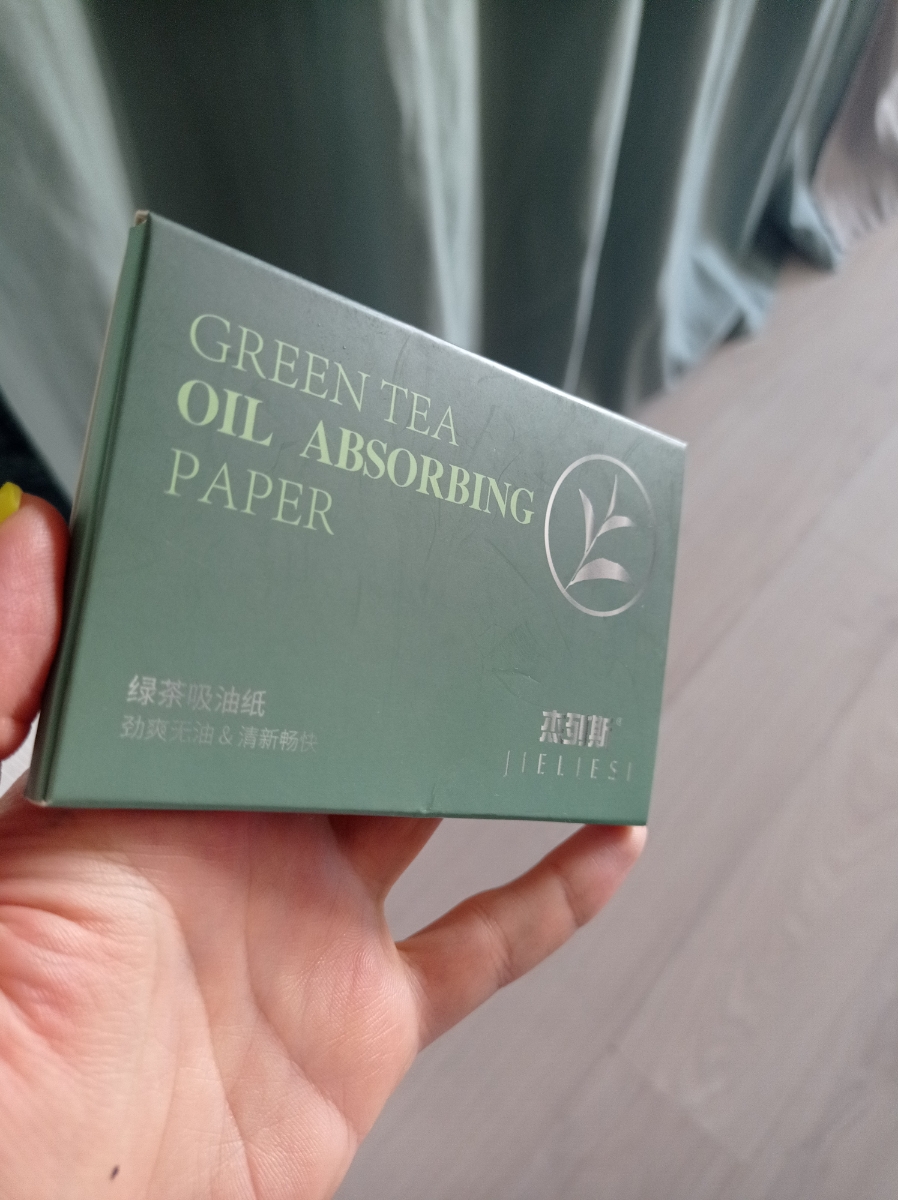 GREEN TEA
OIL ABSORBING
PAPER
绿茶吸油纸
劲爽无油&清新畅快
杰列斯
JIELIESI